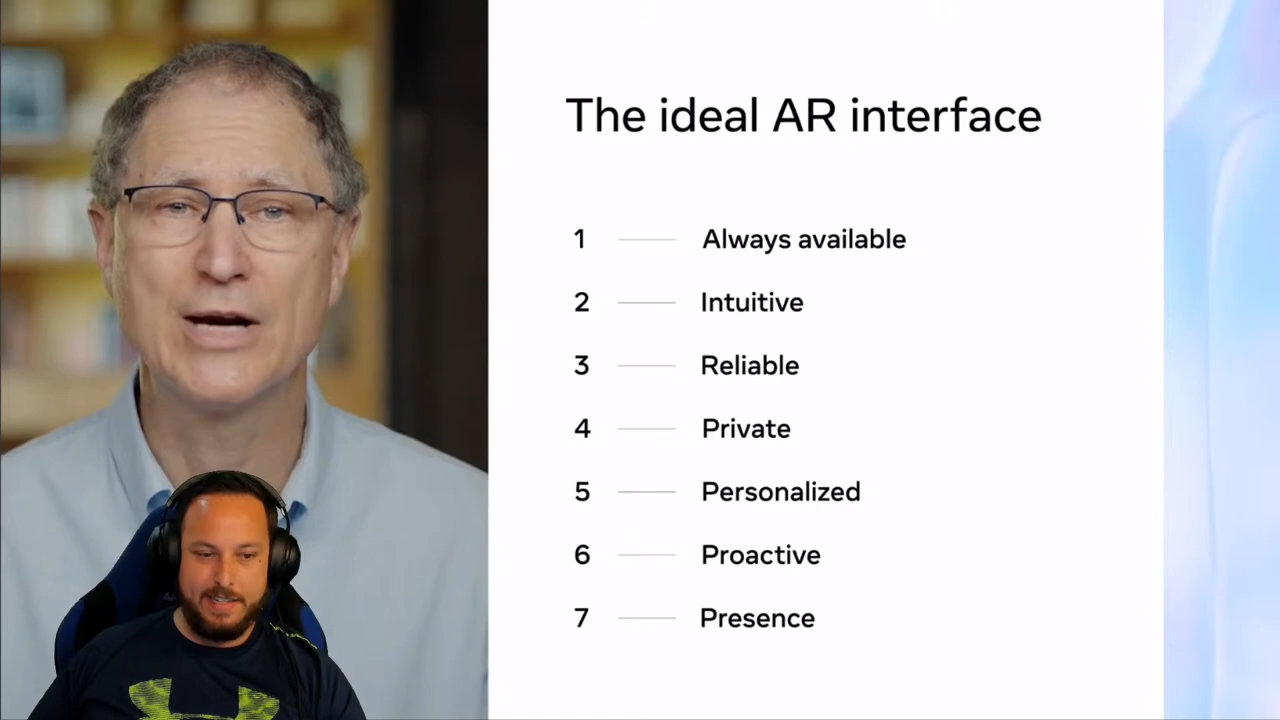 The ideal AR interface
1 Always available
2 Intuitive
3 Reliable
4 Private
5 Personalized
6 Proactive
7 Presence